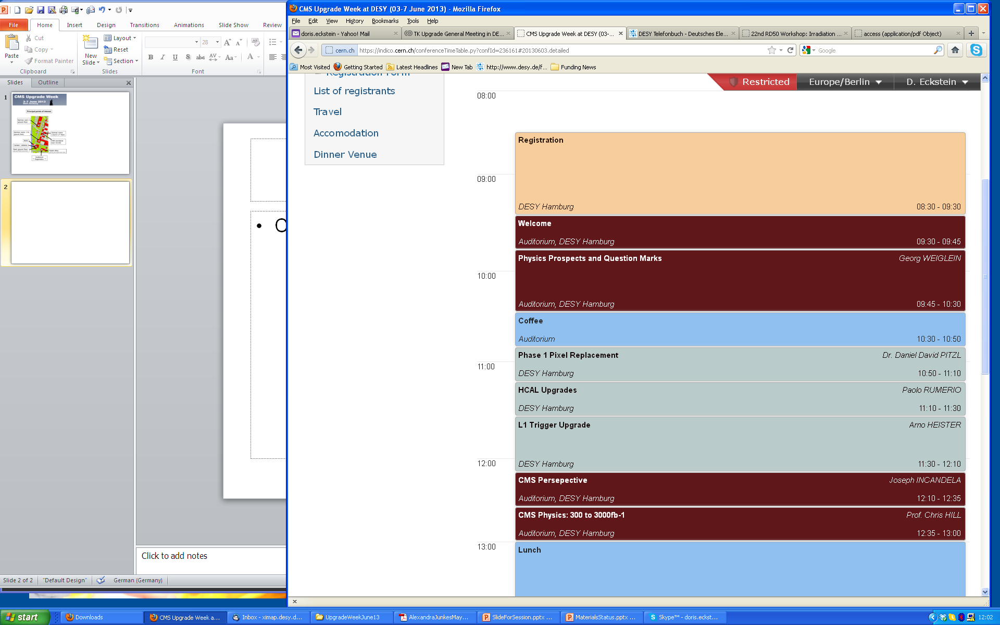 CMS Upgrade Week at DESY (03-7 June 2013) - Mozilla Firefox
File Home Insert Design Transitions Animations Slide Show Review
File Edit View History Bookmarks Tools Help
doris.eckstein - Yahoo! Mail
TK Upgrade General Meeting in DE...
CMS Upgrade Week at DESY (03-...
DESY Telefonbuch - Deutsches Ele...
22nd RD50 Workshop: Irradiation ...
access (application/pdf Object)
cern.ch https://indico.cern.ch/conferenceTimeTable.py?confId=236161#20130603.detailed
Google
Most Visited Getting Started Latest Headlines New Tab http://www.desy.de/f... Funding News
Paste
Cut
Copy
Format Painter
Clipboard
New Slide
Layout
Reset
Section
Slides
28
B I U S abc AV Aa A
Font
Slides Outline
1
CMS Upgrade Week
3-7 June 2013
Principal points of interest
2
O
Click to add notes
Slide 2 of 2 "Default Design" German (Germany)
Registration Form
List of registrants
Travel
Accomodation
Dinner Venue
Restricted Europe/Berlin D. Eckstein
08:00
Registration
09:00
DESY Hamburg 08:30 - 09:30
Welcome
Auditorium, DESY Hamburg 09:30 - 09:45
Physics Prospects and Question Marks Georg WEIGLEIN
10:00
Auditorium, DESY Hamburg 09:45 - 10:30
Coffee
Auditorium 10:30 - 10:50
Phase 1 Pixel Replacement Dr. Daniel David PITZL
11:00
DESY Hamburg 10:50 - 11:10
HCAL Upgrades Paolo RUMERIO
DESY Hamburg 11:10 - 11:30
L1 Trigger Upgrade Arno HEISTER
12:00
DESY Hamburg 11:30 - 12:10
CMS Persepective Joseph INCANDELA
Auditorium, DESY Hamburg 12:10 - 12:35
CMS Physics: 300 to 3000fb-1 Prof. Chris HILL
Auditorium, DESY Hamburg 12:35 - 13:00
13:00
Lunch
start
Downloads
CMS Upgrade Week a...
Inbox - ximap.desy.d...
UpgradeWeekJune13
AlexandraJunkesMay...
SlideForSession.pptx ...
MaterialsStatus.pptx ...
Skype™ - doris.eckst...
12:02